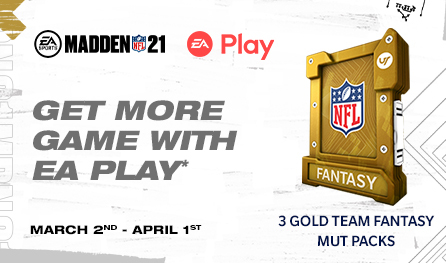 EA SPORTS MADDEN NFL 21
EA Play
GET MORE
GAME WITH
EA PLAY*
MARCH 2ND - APRIL 1ST
UT
NFL
FANTASY
3 GOLD TEAM FANTASY
MUT PACKS